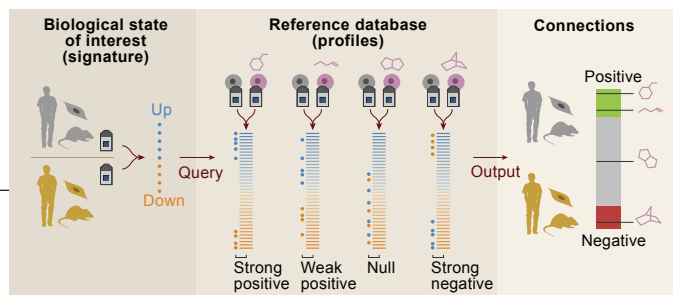 Biological state
of interest
(signature)
Reference database
(profiles)
Connections
Up
Down
Query
Output
Strong
positive
Weak
positive
Null
Strong
negative
Positive
Negative